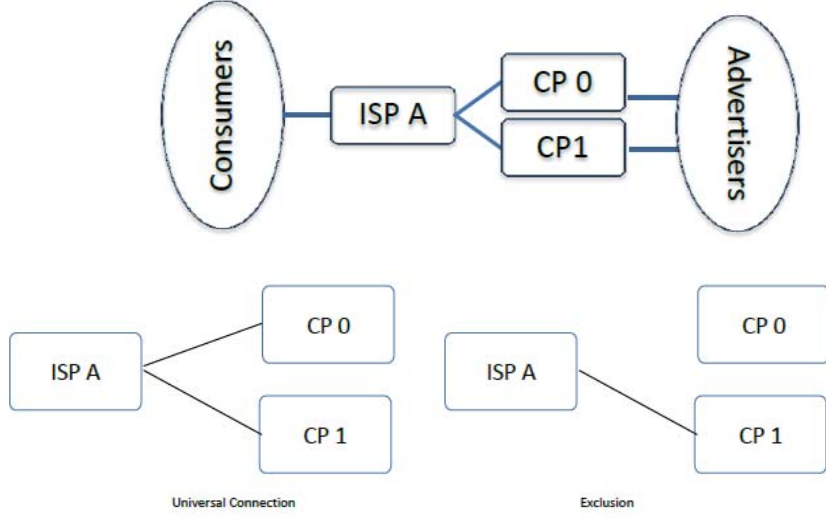 Consumers
ISP A
CP 0
CP1
Advertisers
ISP A
CP 0
CP 1
Universal Connection
ISP A
CP 0
CP 1
Exclusion